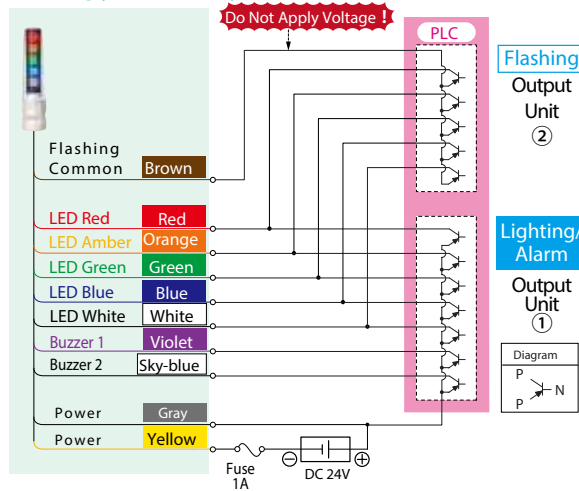 Do Not Apply Voltage !
PLC
Flashing
Output
Unit
②
Flashing
Common Brown
LED Red Red
LED Amber Orange
LED Green Green
LED Blue Blue
LED White White
Buzzer 1 Violet
Buzzer 2 Sky-blue
Power Gray
Power Yellow
Lighting/
Alarm
Output
Unit
①
Diagram
P
N
P
Fuse
1A
⊖ ⊕
DC 24V